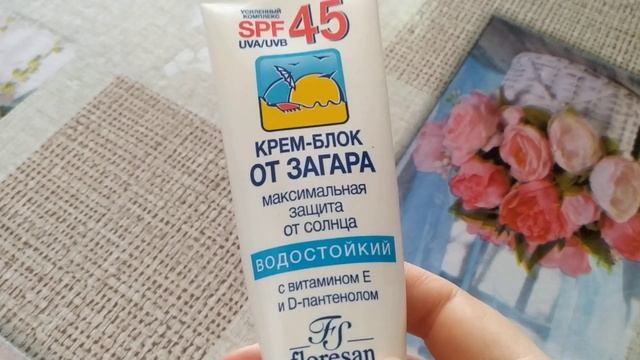 УСИЛЕННЫЙ
КОМПЛЕКС
SPF 45
UVA/UVB
КРЕМ-БЛОК
ОТ ЗАГАРА
МАКСИМАЛЬНАЯ
ЗАЩИТА
ОТ СОЛНЦА
ВОДОСТОЙКИЙ
С ВИТАМИНОМ Е
И D-ПАНТЕНОЛОМ
FS
floresan